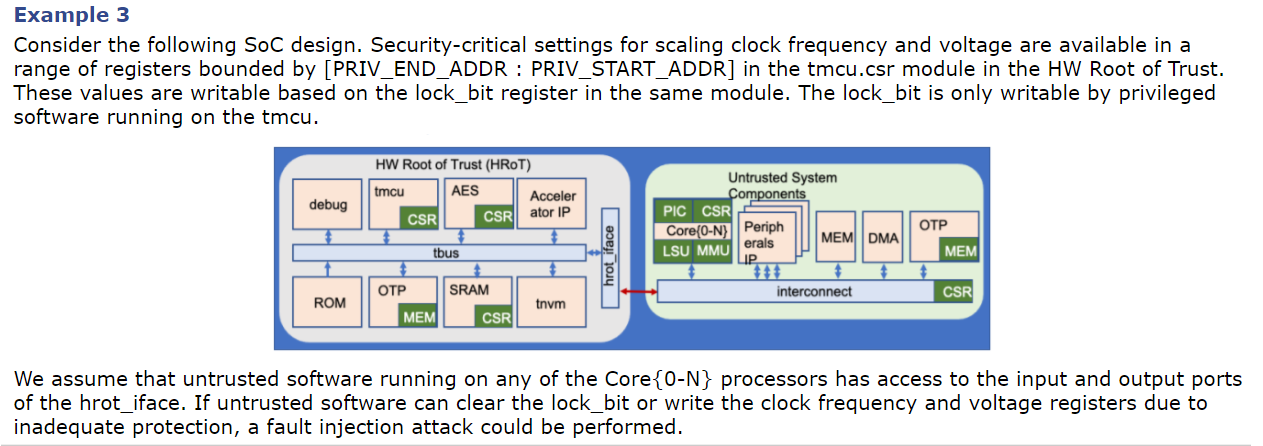 Example 3
Consider the following SoC design. Security-critical settings for scaling clock frequency and voltage are available in a
range of registers bounded by [PRIV_END_ADDR : PRIV_START_ADDR] in the tmcu.csr module in the HW Root of Trust.
These values are writable based on the lock_bit register in the same module. The lock_bit is only writable by privileged
software running on the tmcu.
HW Root of Trust (HRoT)
debug
tmcu
CSR
AES
CSR
Acceler
ator IP
tbus
ROM
OTP
MEM
SRAM
CSR
tnvm
hrot_iface
Untrusted System
Components
PIC CSR
Core{0-N}
LSU MMU
Periph
erals
IP
MEM
DMA
OTP
MEM
interconnect
CSR
We assume that untrusted software running on any of the Core{0-N} processors has access to the input and output ports
of the hrot_iface. If untrusted software can clear the lock_bit or write the clock frequency and voltage registers due to
inadequate protection, a fault injection attack could be performed.